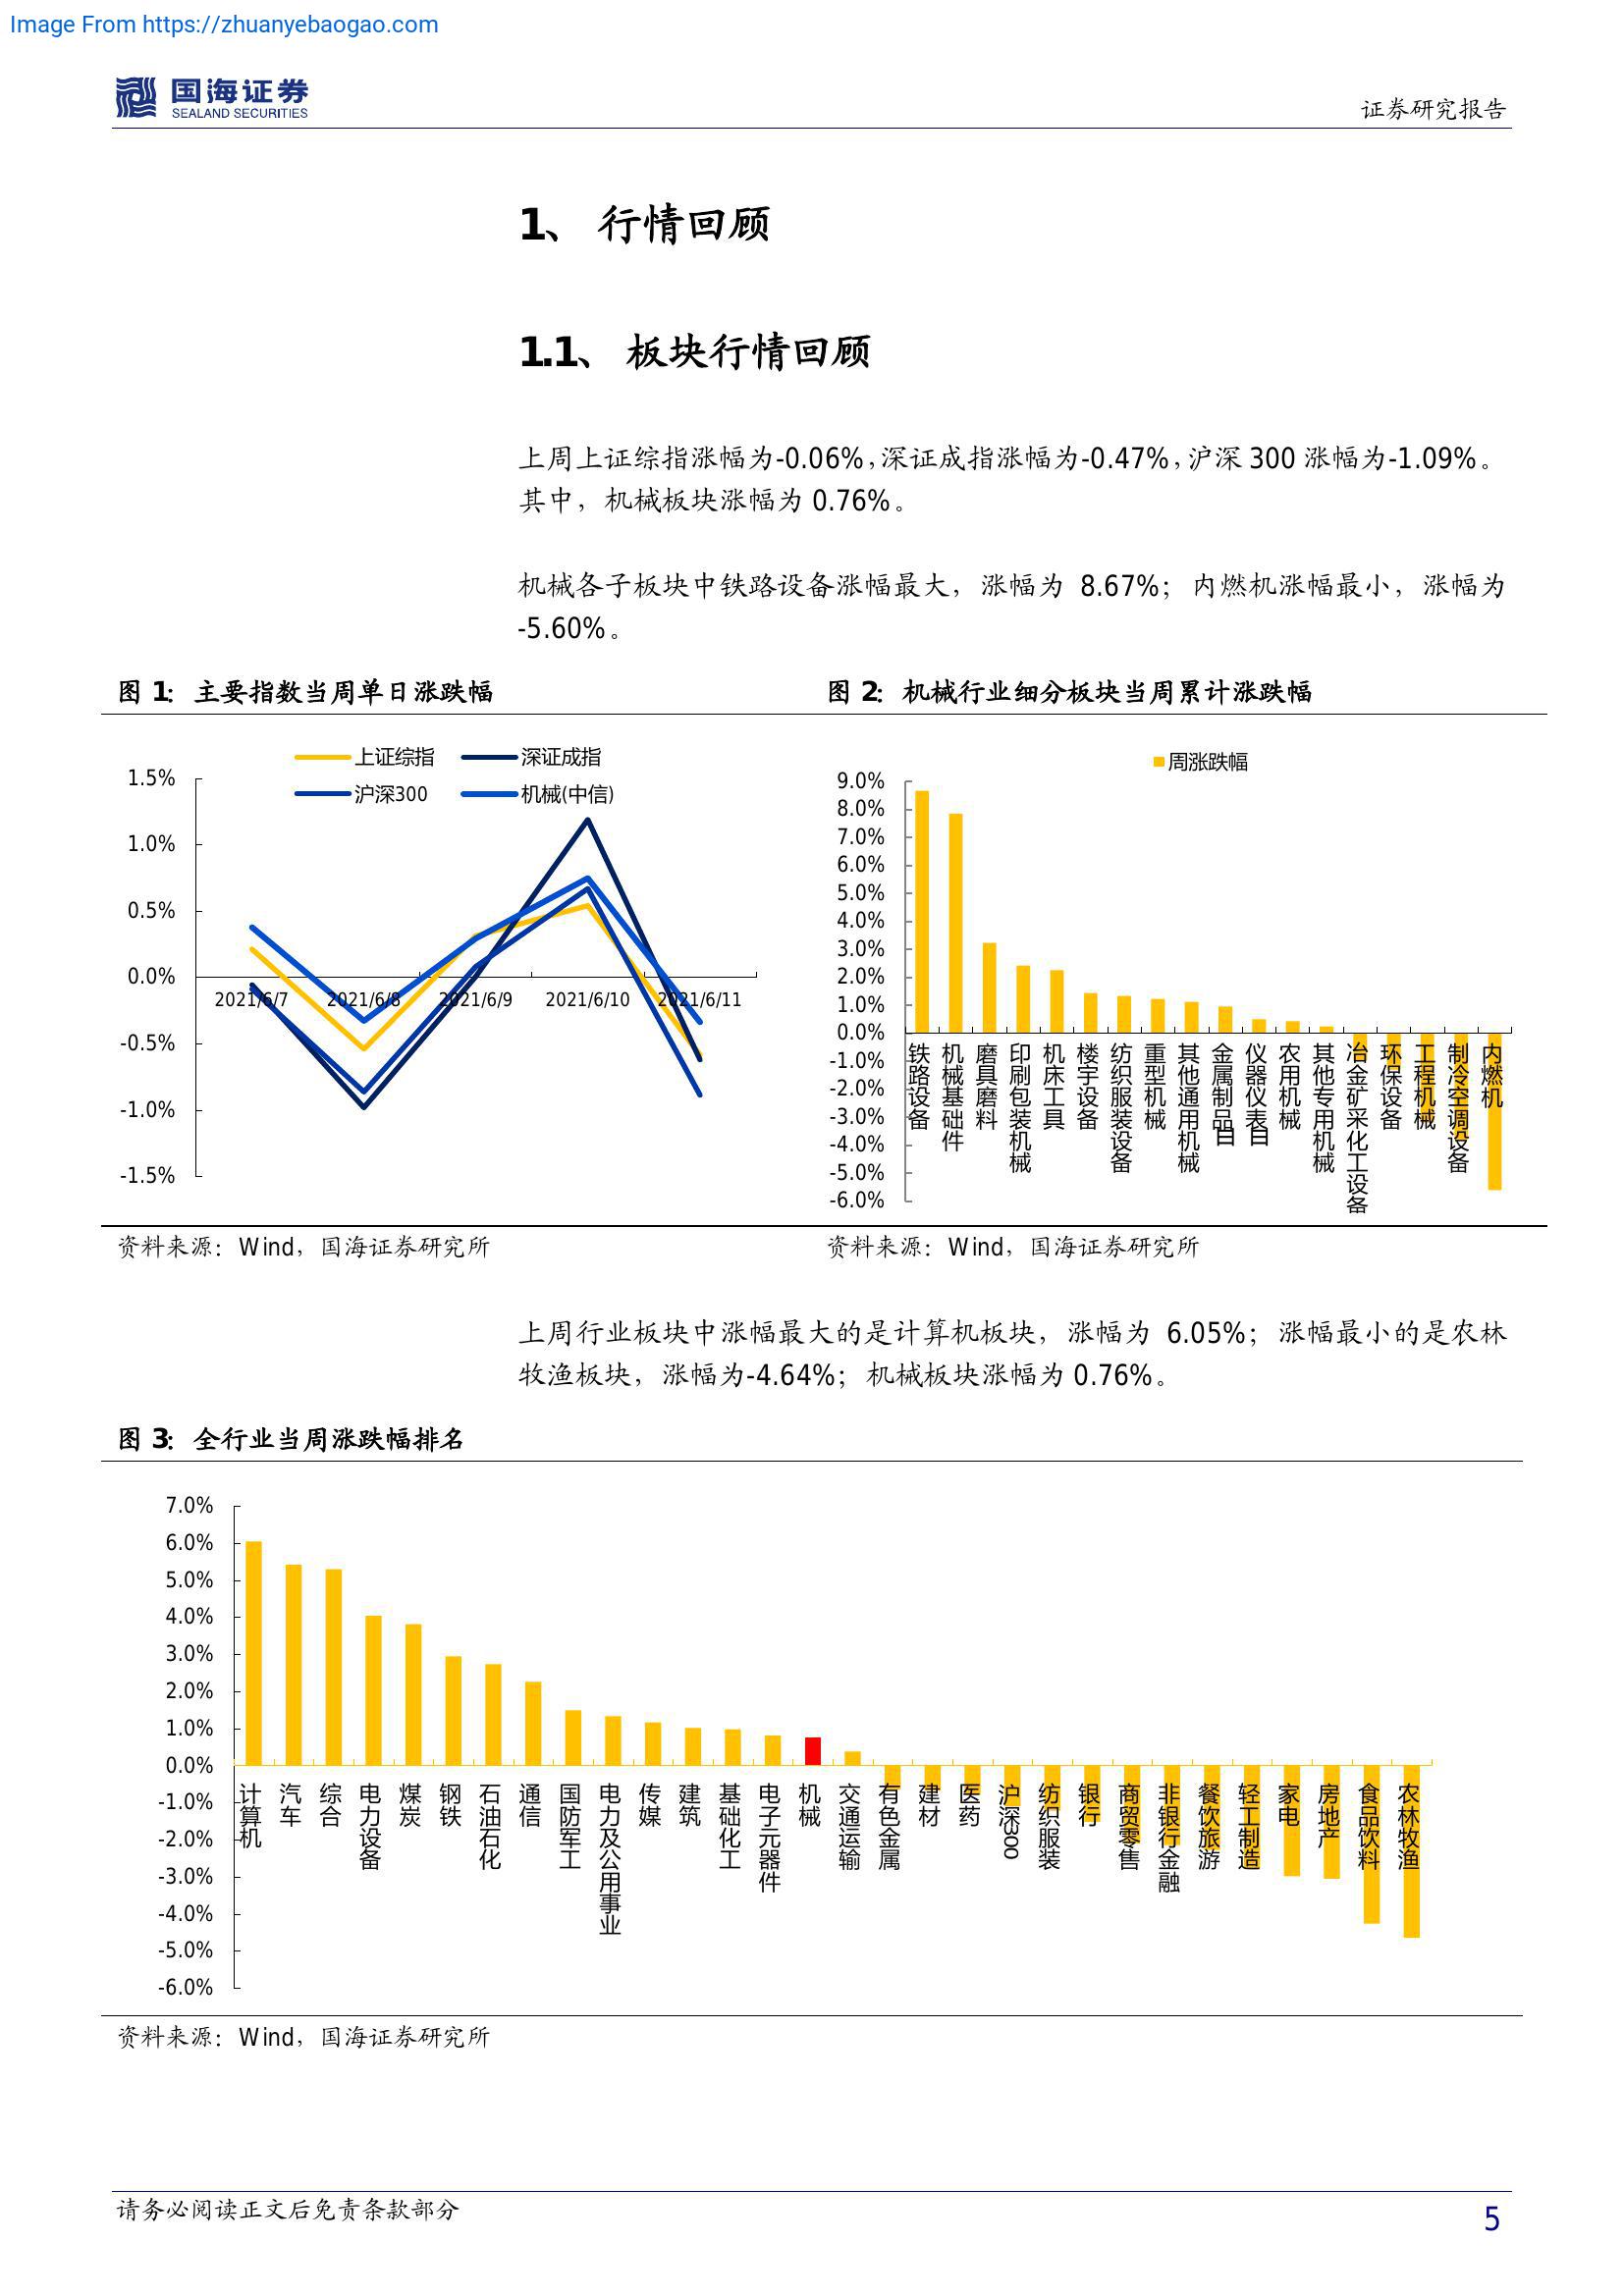 Image From https://zhuanyebaogao.com
国海证券
SEALAND SECURITIES
证券研究报告
1、 行情回顾
1.1、 板块行情回顾
上周上证综指涨幅为-0.06%,深证成指涨幅为-0.47%,沪深 300 涨幅为-1.09%。
其中，机械板块涨幅为 0.76%。
机械各子板块中铁路设备涨幅最大，涨幅为 8.67%；内燃机涨幅最小，涨幅为
-5.60%。
图 1: 主要指数当周单日涨跌幅
上证综指 深证成指
沪深300 机械(中信)
1.5%
1.0%
0.5%
0.0%
-0.5%
-1.0%
-1.5%
2021/6/7 2021/6/8 2021/6/9 2021/6/10 2021/6/11
资料来源：Wind，国海证券研究所
图 2: 机械行业细分板块当周累计涨跌幅
周涨跌幅
9.0%
8.0%
7.0%
6.0%
5.0%
4.0%
3.0%
2.0%
1.0%
0.0%
-1.0%
-2.0%
-3.0%
-4.0%
-5.0%
-6.0%
铁路设备
机械基础件
磨具磨料
印刷包装机械
机床工具
楼宇设备
纺织服装设备
重型机械
其他通用机械
金属制品Ⅲ
仪器仪表Ⅲ
农用机械
其他专用机械
冶金矿采化工设备
环保设备
工程机械
制冷空调设备
内燃机
资料来源：Wind，国海证券研究所
上周行业板块中涨幅最大的是计算机板块，涨幅为 6.05%；涨幅最小的是农林
牧渔板块，涨幅为-4.64%；机械板块涨幅为 0.76%。
图 3: 全行业当周涨跌幅排名
7.0%
6.0%
5.0%
4.0%
3.0%
2.0%
1.0%
0.0%
-1.0%
-2.0%
-3.0%
-4.0%
-5.0%
-6.0%
计算机
汽车
综合
电力设备
煤炭
钢铁
石油石化
通信
国防军工
电力及公用事业
传媒
建筑
基础化工
电子元器件
机械
交通运输
有色金属
建材
医药
沪深300
纺织服装
银行
商贸零售
非银行金融
餐饮旅游
轻工制造
家电
房地产
食品饮料
农林牧渔
资料来源：Wind，国海证券研究所
请务必阅读正文后免责条款部分
5